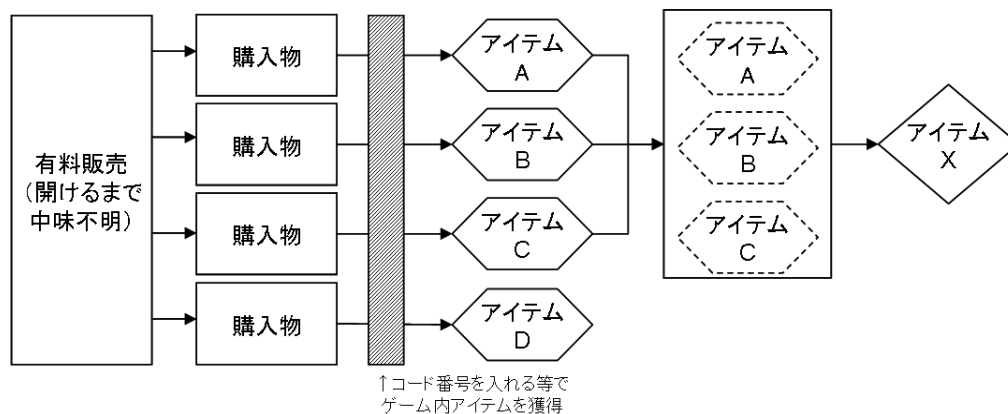 有料販売
（開けるまで
中味不明）
購入物
購入物
購入物
購入物
アイテム
A
アイテム
B
アイテム
C
アイテム
D
↑コード番号を入れる等で
ゲーム内アイテムを獲得
アイテム
A
アイテム
B
アイテム
C
アイテム
X